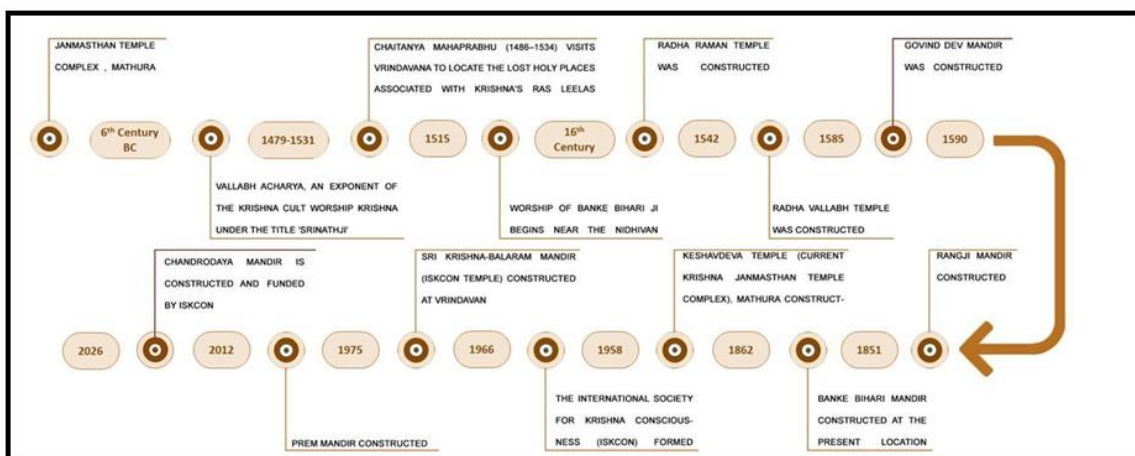 JANMASTHAN TEMPLE
COMPLEX , MATHURA
CHAITANYA MAHAPRABHU (1486–1534) VISITS
VRINDAVANA TO LOCATE THE LOST HOLY PLACES
ASSOCIATED WITH KRISHNA'S RAS LEELAS
RADHA RAMAN TEMPLE
WAS CONSTRUCTED
GOVIND DEV MANDIR
WAS CONSTRUCTED
6th Century
BC
1479-1531
1515
16th
Century
1542
1585
1590
VALLABH ACHARYA, AN EXPONENT OF
THE KRISHNA CULT WORSHIP KRISHNA
UNDER THE TITLE 'SRINATHJI'
WORSHIP OF BANKE BIHARI JI
BEGINS NEAR THE NIDHIVAN
RADHA VALLABH TEMPLE
WAS CONSTRUCTED
CHANDRODAYA MANDIR IS
CONSTRUCTED AND FUNDED
BY ISKCON
SRI KRISHNA-BALARAM MANDIR
(ISKCON TEMPLE) CONSTRUCTED
AT VRINDAVAN
KESHAVDEVA TEMPLE (CURRENT
KRISHNA JANMASTHAN TEMPLE
COMPLEX), MATHURA CONSTRUCT-
RANGJI MANDIR
CONSTRUCTED
2026
2012
1975
1966
1958
1862
1851
PREM MANDIR CONSTRUCTED
THE INTERNATIONAL SOCIETY
FOR KRISHNA CONSCIOUS-
NESS (ISKCON) FORMED
BANKE BIHARI MANDIR
CONSTRUCTED AT THE
PRESENT LOCATION